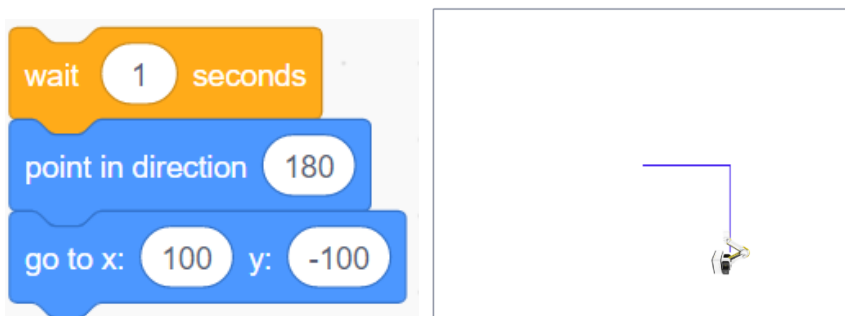 wait 1 seconds
point in direction 180
go to x: 100 y: -100